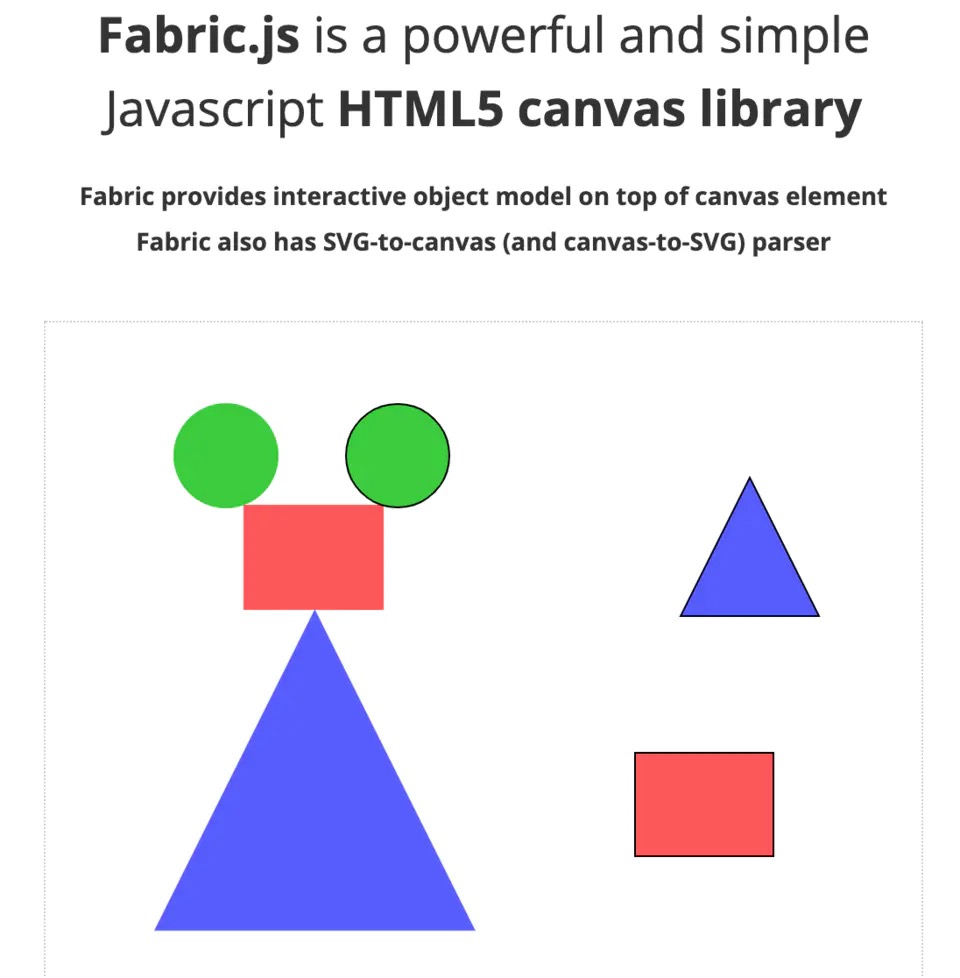 Fabric.js is a powerful and simple
Javascript HTML5 canvas library
Fabric provides interactive object model on top of canvas element
Fabric also has SVG-to-canvas (and canvas-to-SVG) parser